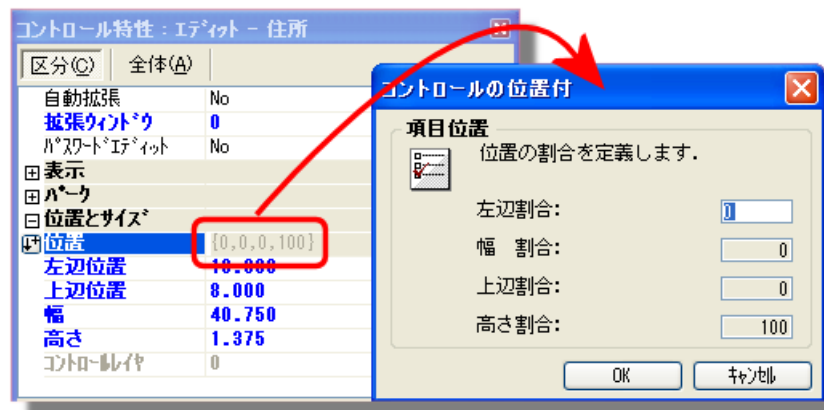 コントロール特性：エディット - 住所
区分(C) 全体(A)
自動拡張 No
拡張ウィンドウ 0
パスワードエディット No
表示
パーク
位置とサイズ
位置 {0,0,0,100}
左辺位置 10.000
上辺位置 8.000
幅 40.750
高さ 1.375
コントロールレイヤ 0
コントロールの位置付
項目位置
位置の割合を定義します.
左辺割合: 0
幅 割合: 0
上辺割合: 0
高さ割合: 100
OK キャンセル